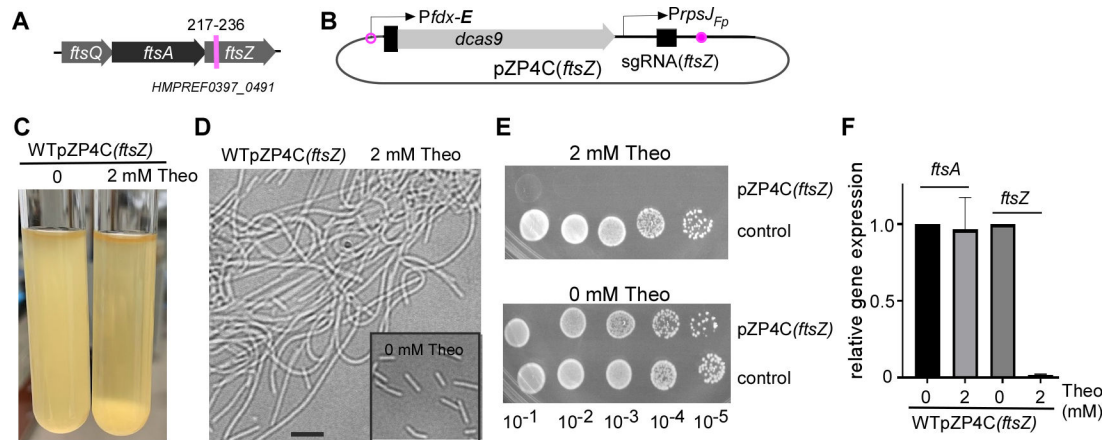 A
217-236
ftsQ
ftsA
ftsZ
HMPREF0397_0491
B
Pfdx-E
PrpsJFp
dcas9
pZP4C(ftsZ)
sgRNA(ftsZ)
C
WTpZP4C(ftsZ)
0
2 mM Theo
D
WTpZP4C(ftsZ)
2 mM Theo
0 mM Theo
E
2 mM Theo
pZP4C(ftsZ)
control
0 mM Theo
pZP4C(ftsZ)
control
10-1
10-2
10-3
10-4
10-5
F
relative gene expression
ftsA
ftsZ
1.0
0.5
0
0
2
0
2
Theo
(mM)
WTpZP4C(ftsZ)